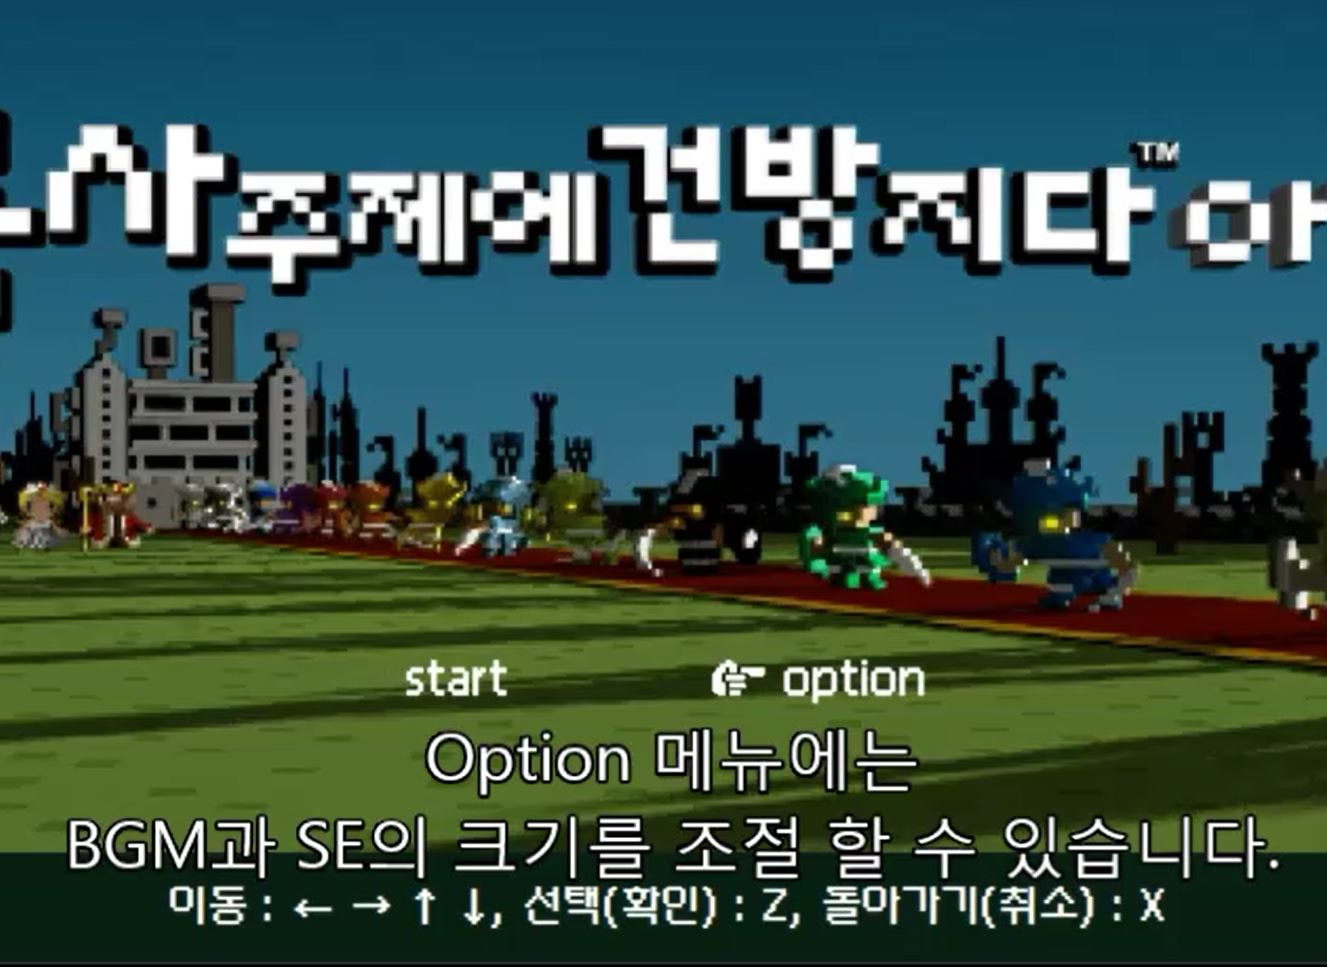 사주제에건방지다™
start option
Option 메뉴에는
BGM과 SE의 크기를 조절 할 수 있습니다.
이동 : ← → ↑ ↓, 선택(확인) : Z, 돌아가기(취소) : X